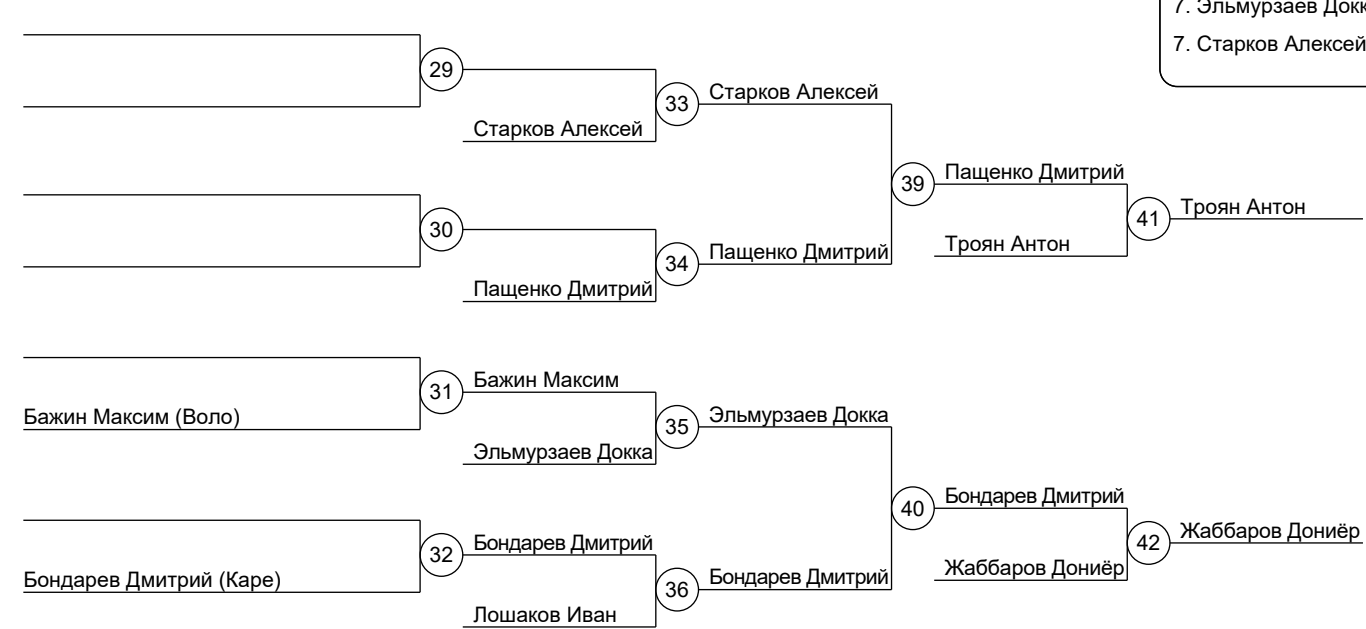 7. Эльмурзаев Докк
7. Старков Алексей
29
33
Старков Алексей
Старков Алексей
39
Пащенко Дмитрий
41
Троян Антон
Троян Антон
30
34
Пащенко Дмитрий
Пащенко Дмитрий
31
Бажин Максим
Бажин Максим (Воло)
35
Эльмурзаев Докка
Эльмурзаев Докка
40
Бондарев Дмитрий
42
Жаббаров Дониёр
Жаббаров Дониёр
32
Бондарев Дмитрий
Бондарев Дмитрий (Каре)
36
Бондарев Дмитрий
Лошаков Иван